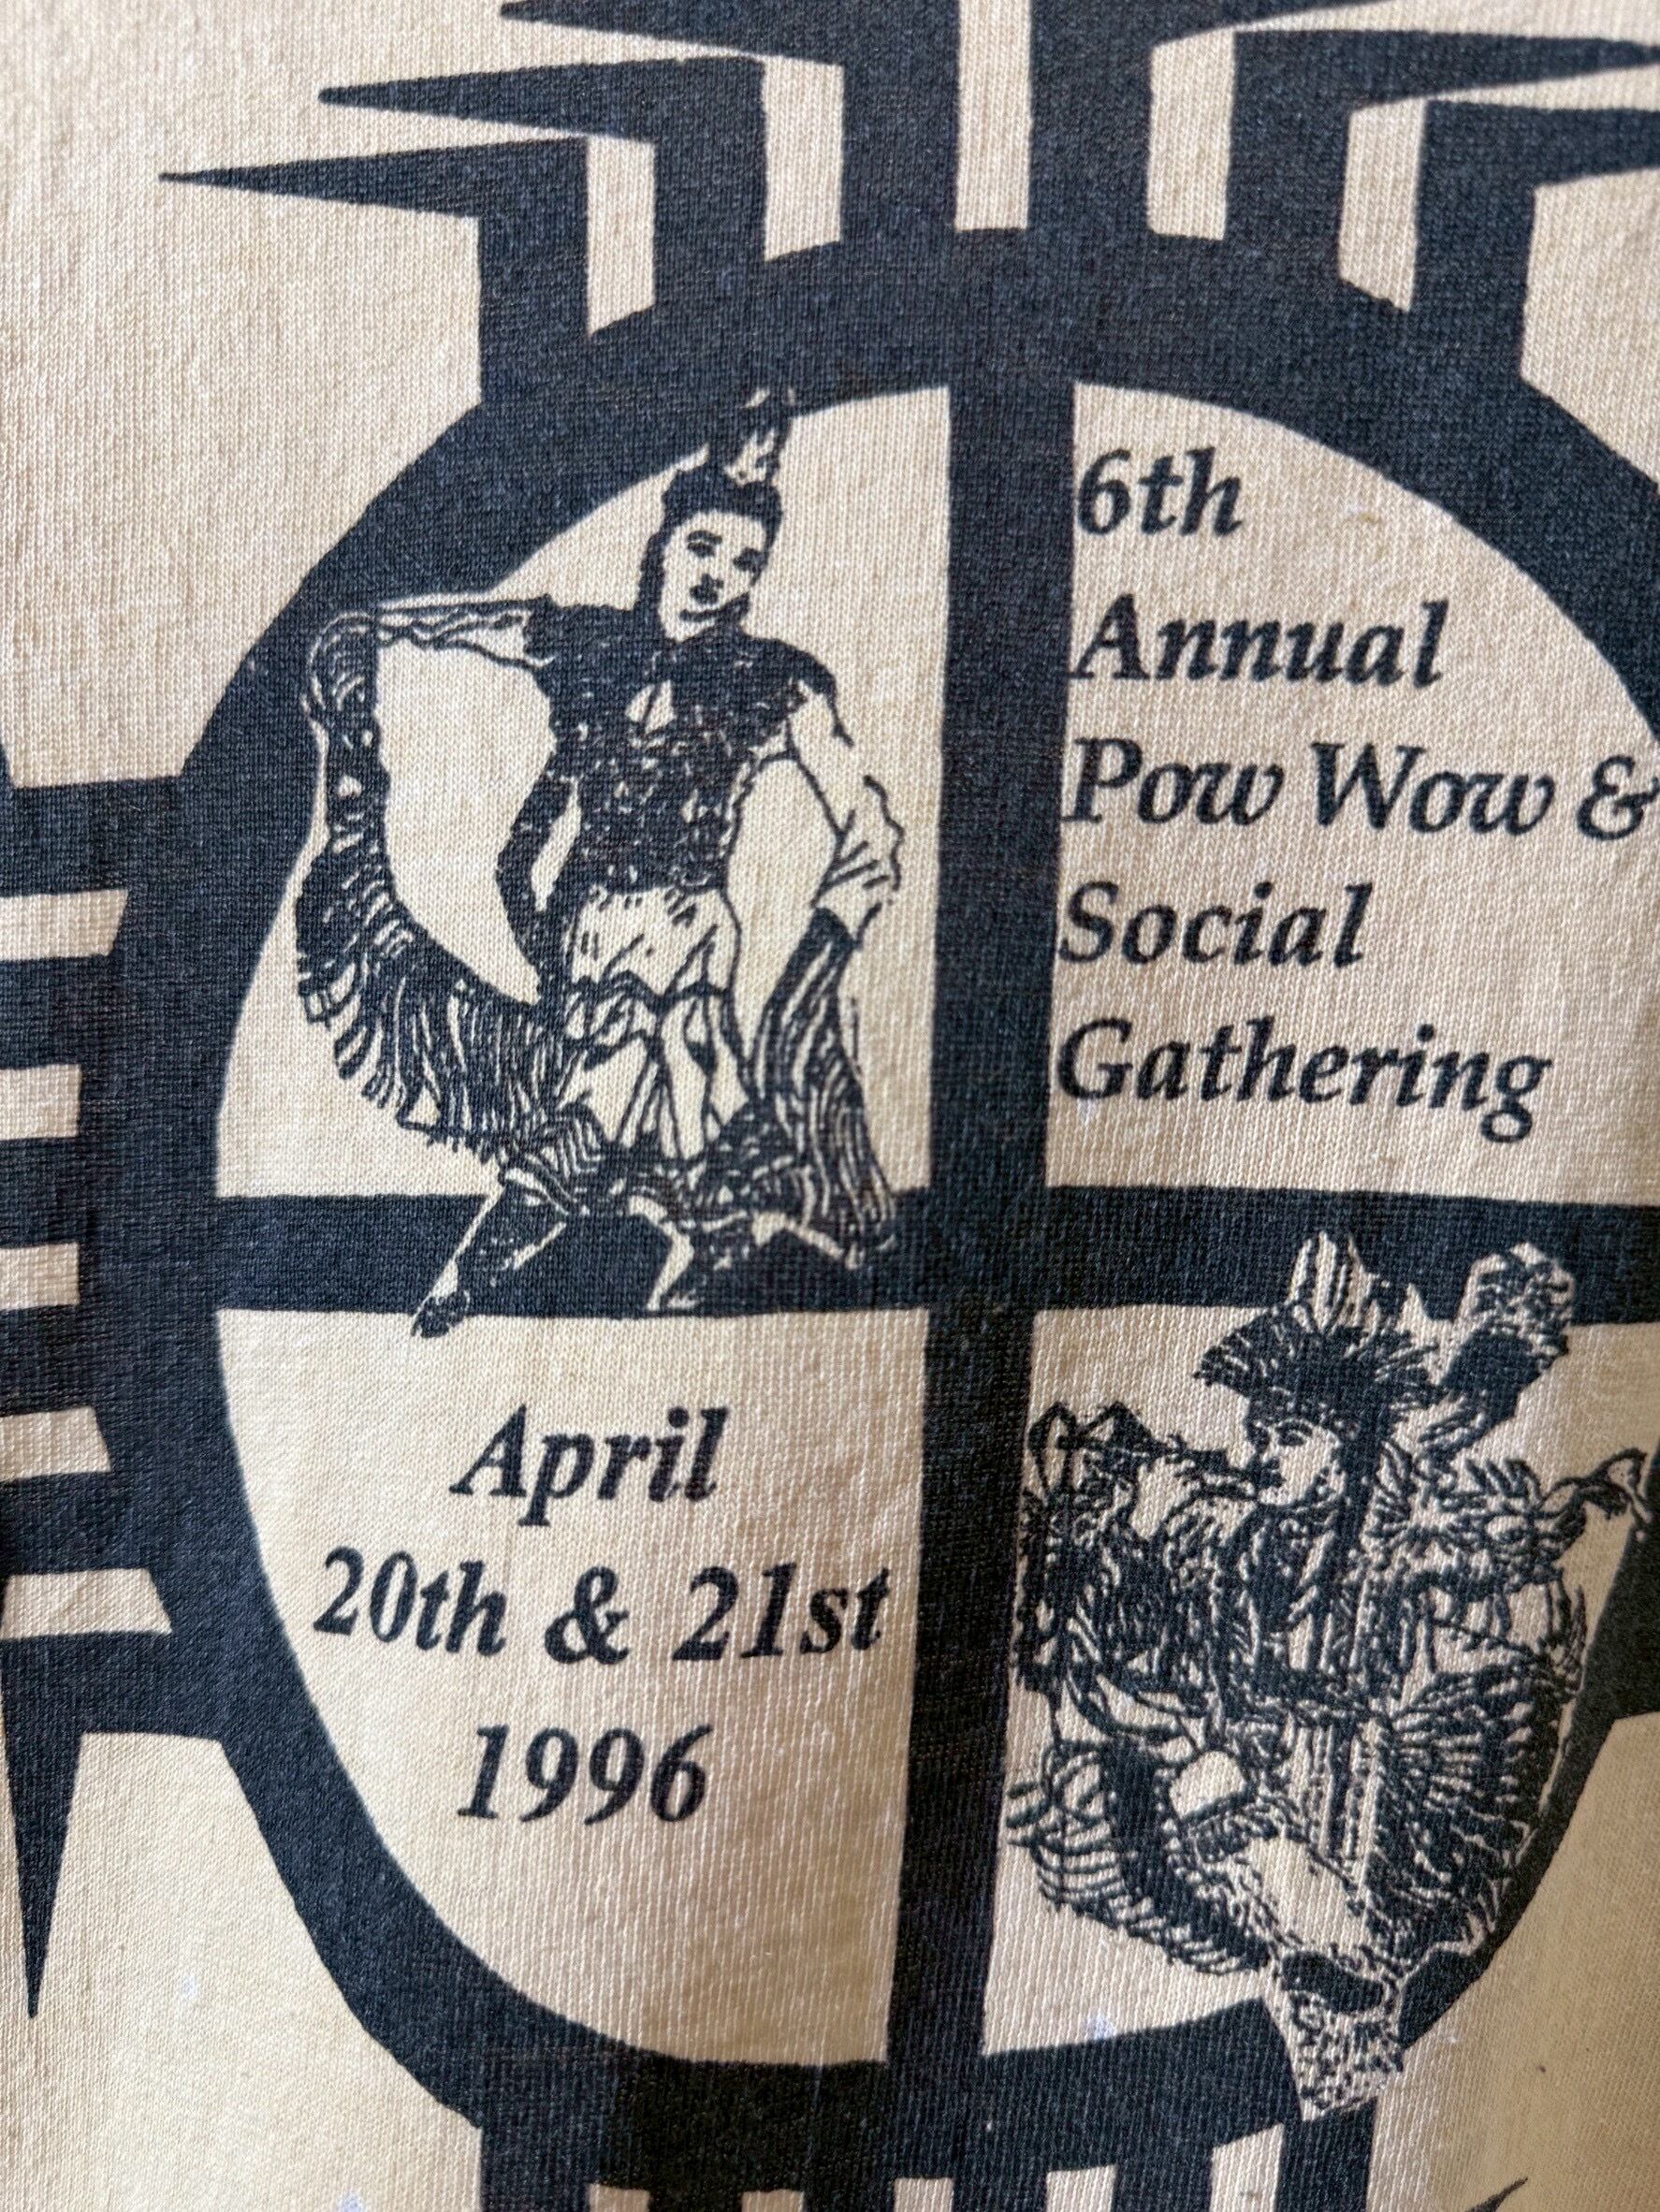 6th
Annual
Pow Wow &
Social
Gathering
April
20th & 21st
1996